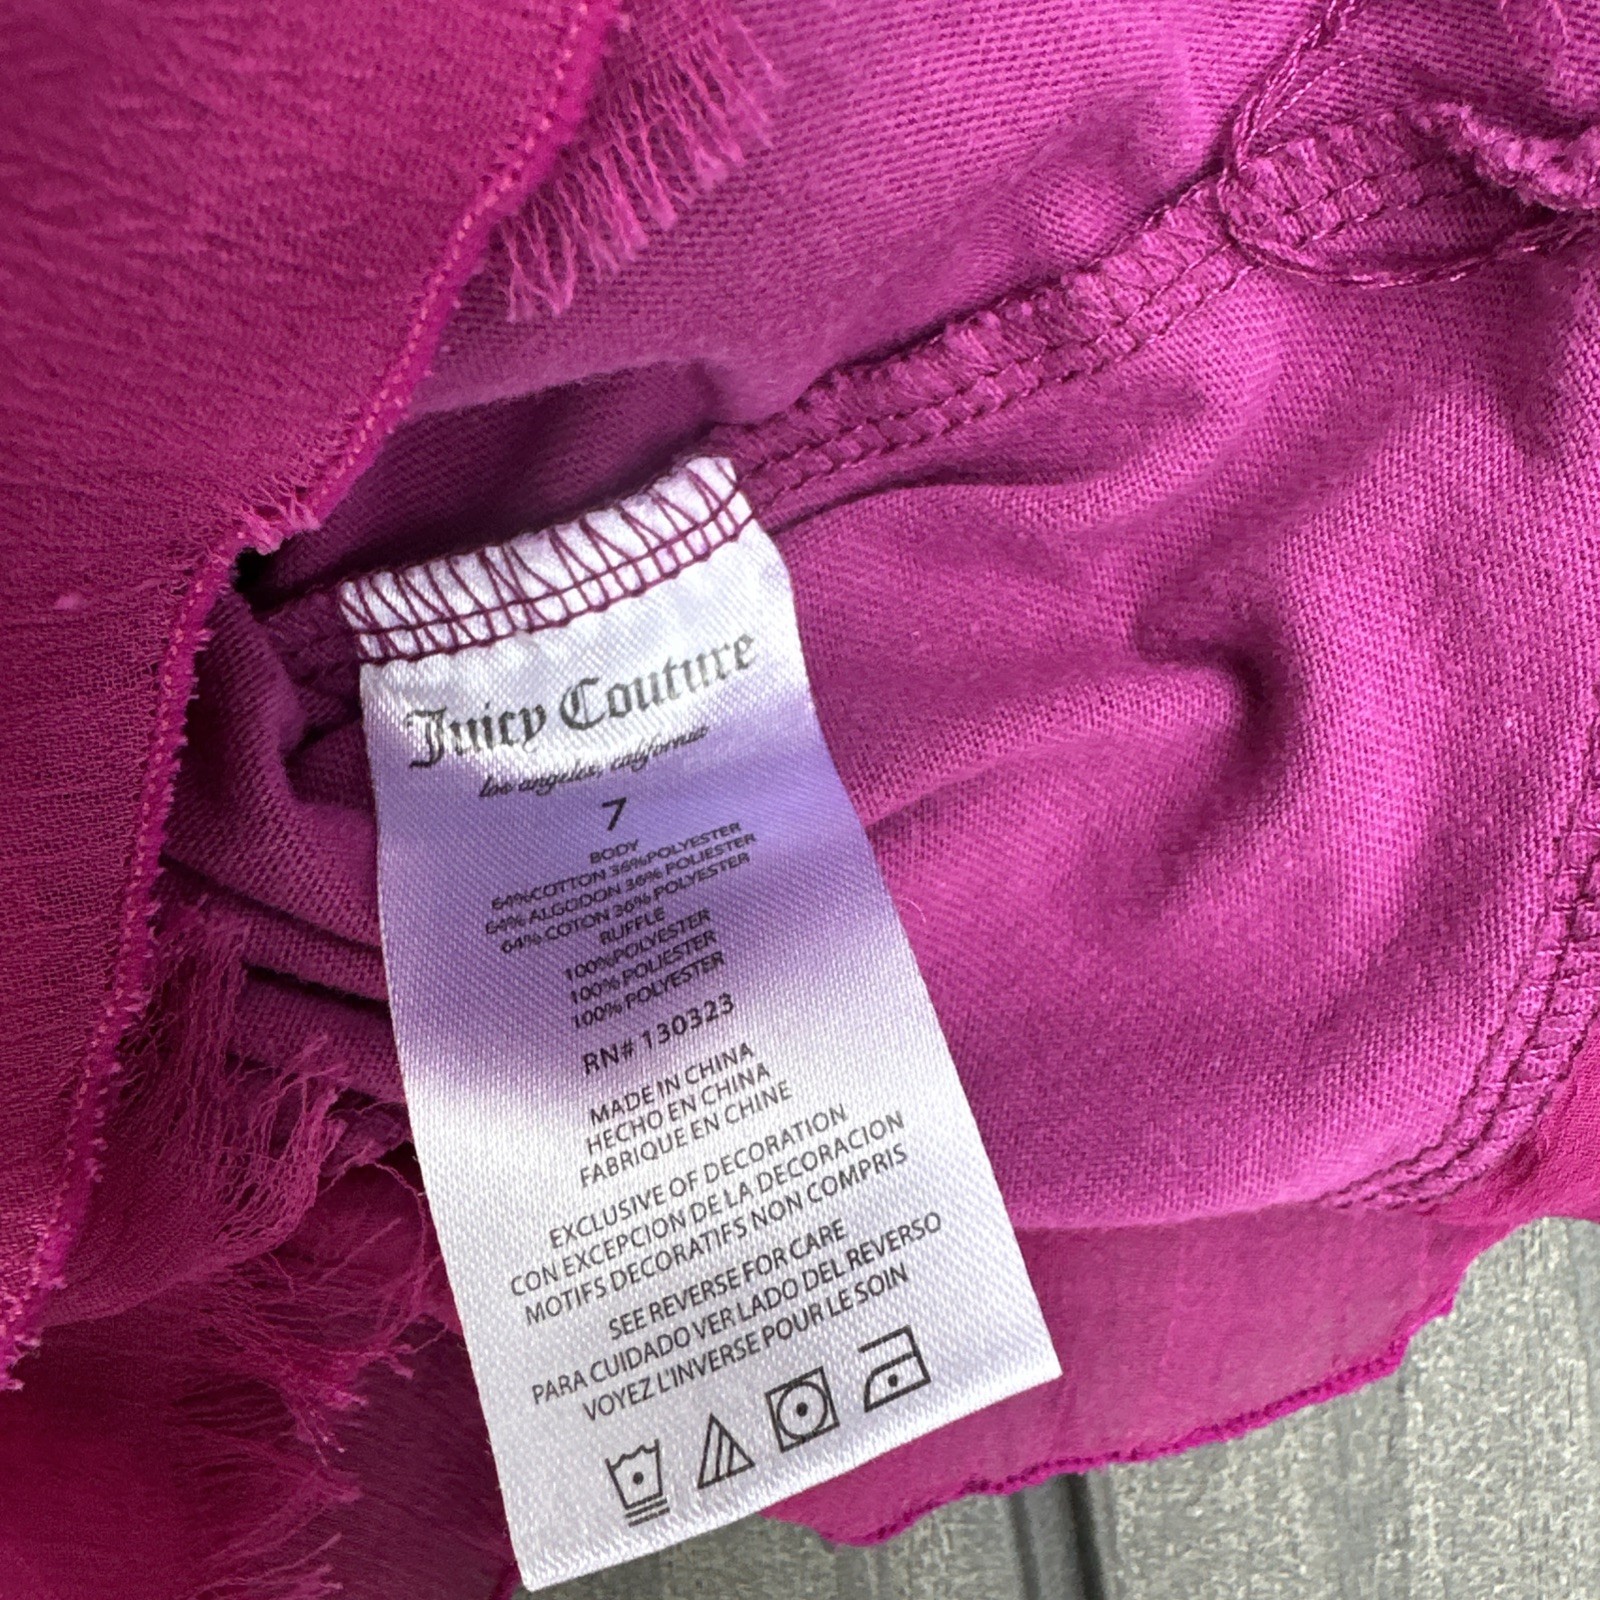 Juicy Couture
los angeles, california
7
BODY
64%COTTON 36%POLYESTER
64% ALGODON 36% POLIESTER
64% COTON 36% POLYESTER
RUFFLE
100%POLYESTER
100% POLIESTER
100% POLYESTER
RN# 130323
MADE IN CHINA
HECHO EN CHINA
FABRIQUE EN CHINE
EXCLUSIVE OF DECORATION
CON EXCEPCION DE LA DECORACION
MOTIFS DECORATIFS NON COMPRIS
SEE REVERSE FOR CARE
PARA CUIDADO VER LADO DEL REVERSO
VOYEZ L'INVERSE POUR LE SOIN